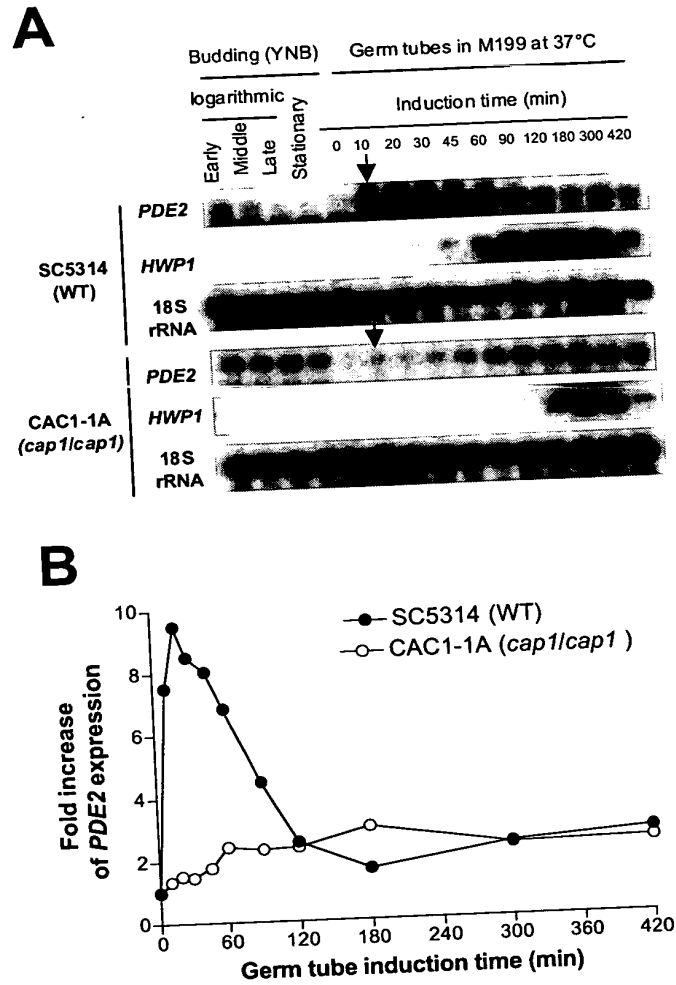 A
Budding (YNB)
Germ tubes in M199 at 37°C
logarithmic
Induction time (min)
Early
Middle
Late
Stationary
0 10 20 30 45 60 90 120 180 300 420
SC5314
(WT)
PDE2
HWP1
18S
rRNA
CAC1-1A
(cap1/cap1)
PDE2
HWP1
18S
rRNA
B
SC5314 (WT)
CAC1-1A (cap1/cap1 )
Fold increase
of PDE2 expression
10
8
6
4
2
0
0 60 120 180 240 300 360 420
Germ tube induction time (min)